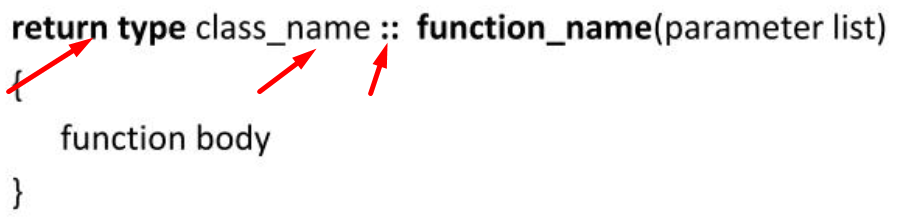 return type class_name :: function_name(parameter list)
{
function body
}